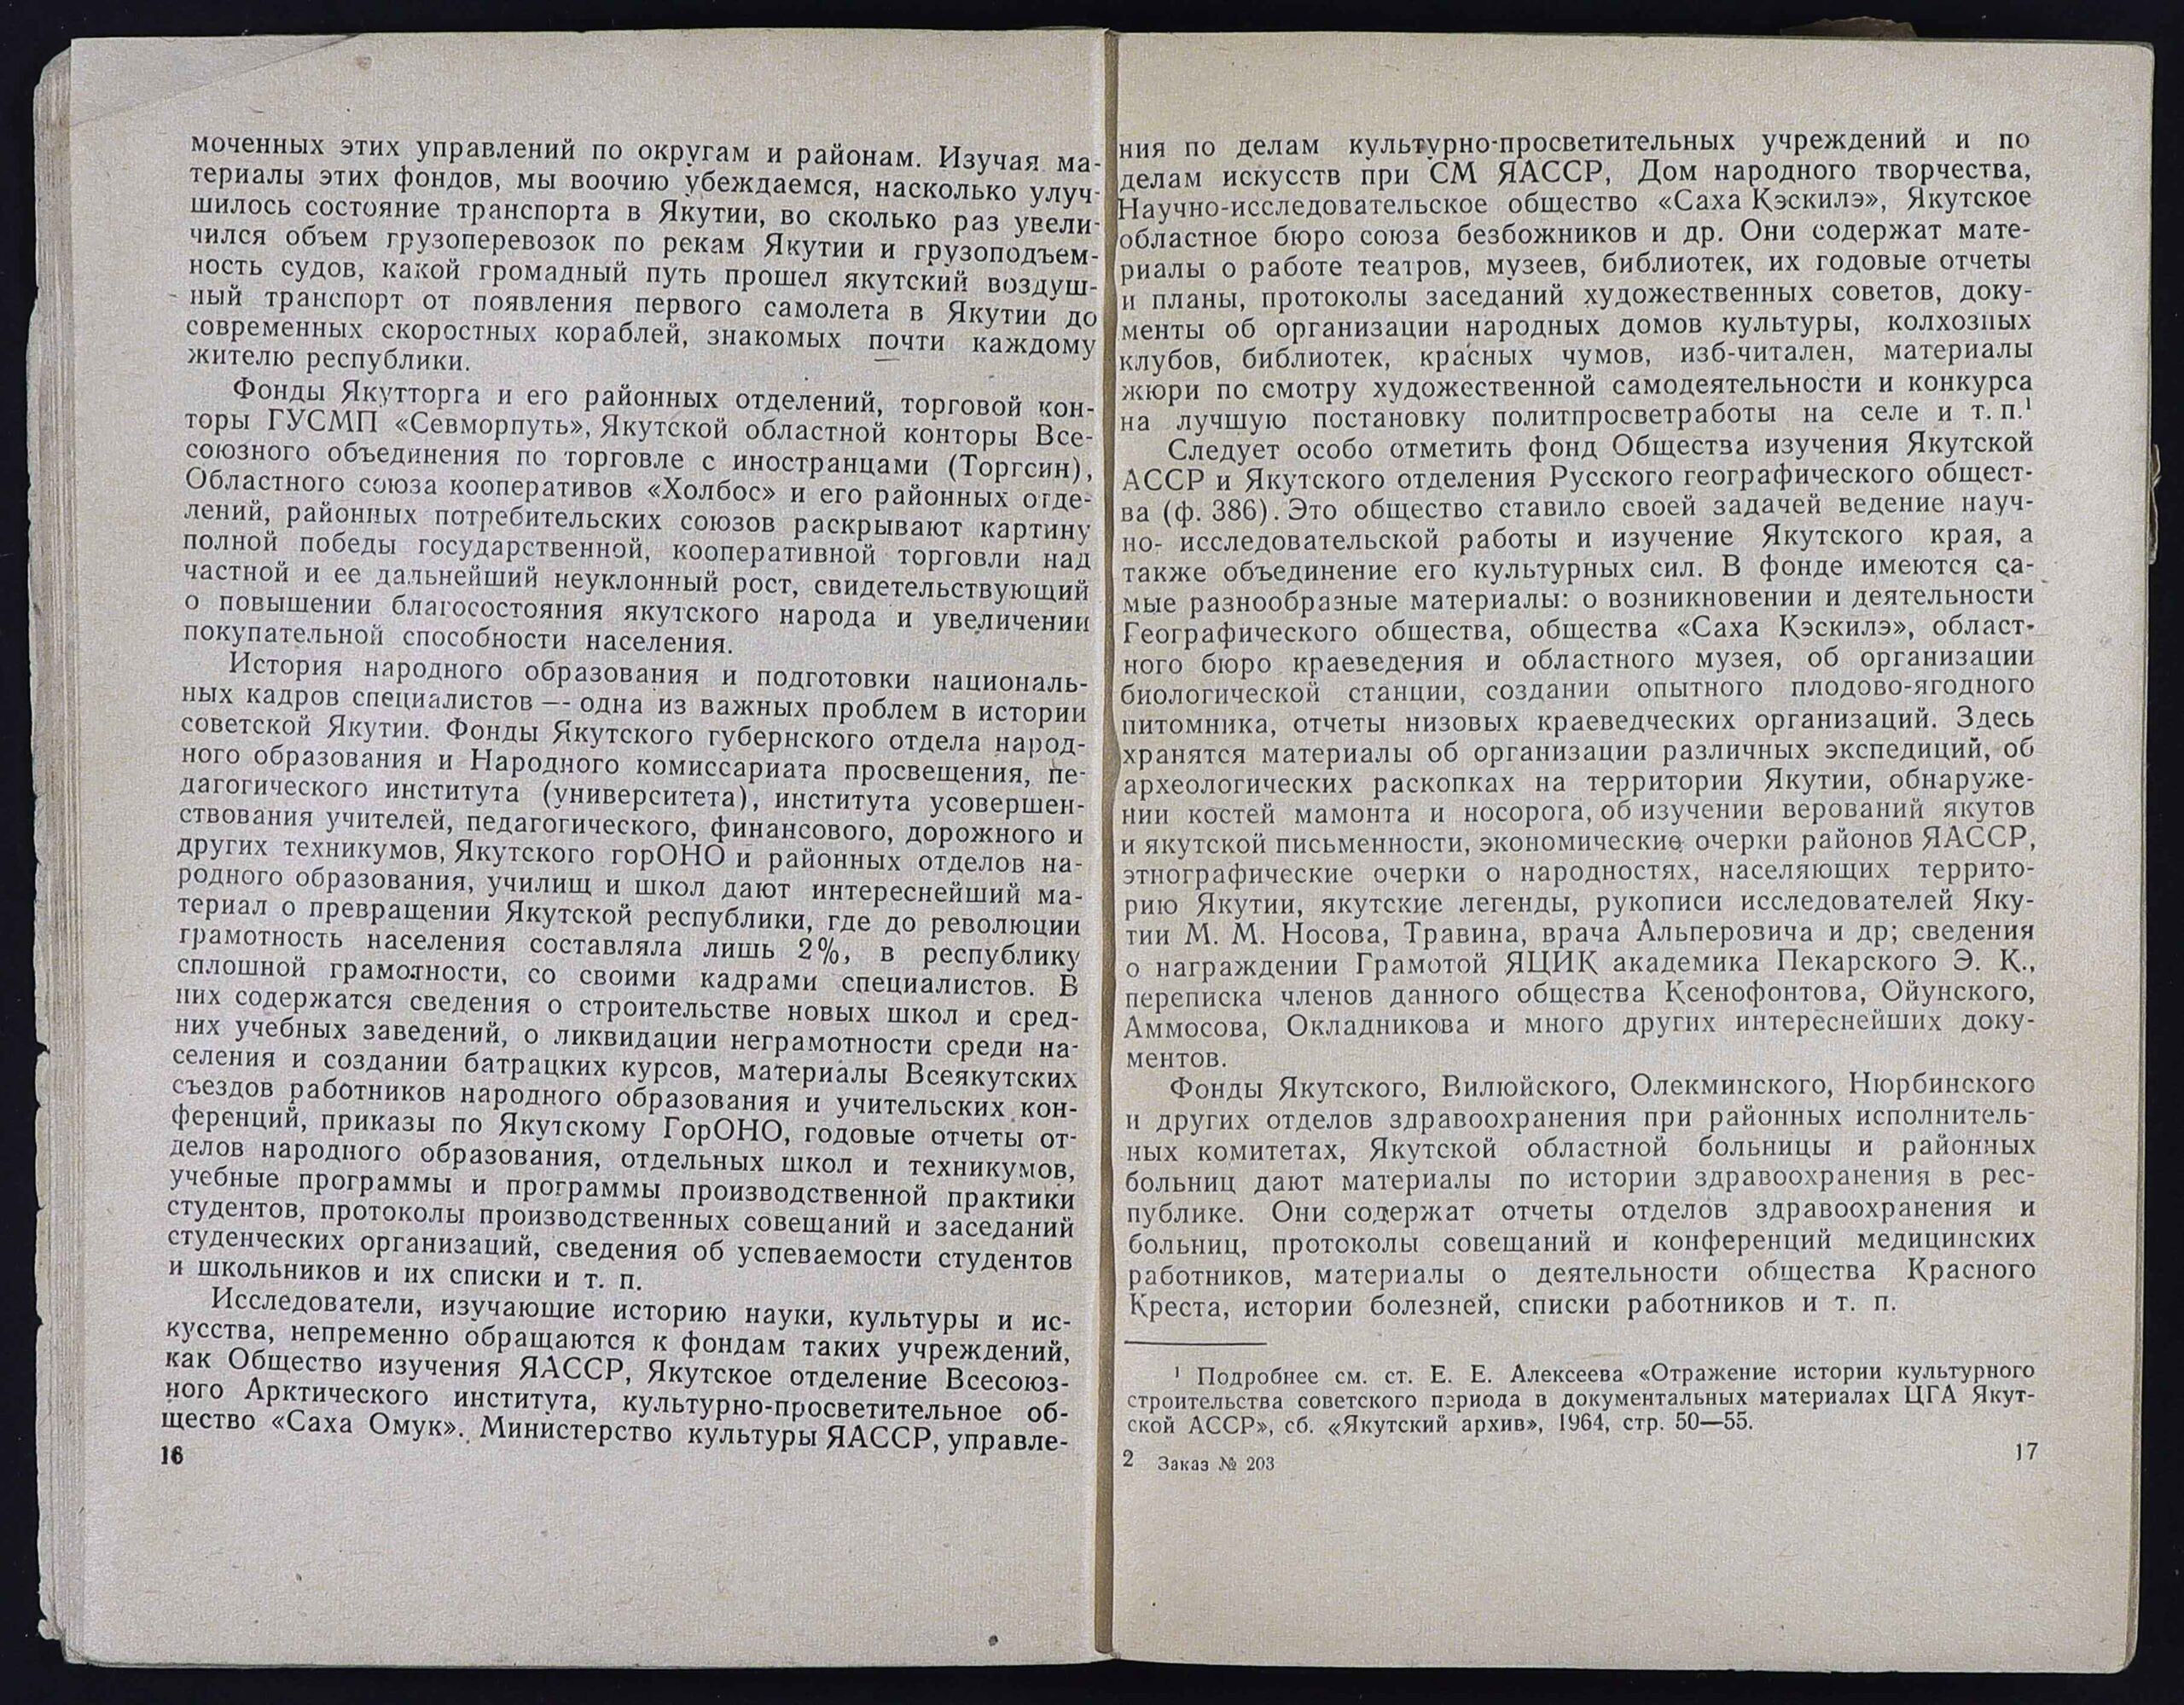 моченных этих управлений по округам и районам. Изучая ма-
териалы этих фондов, мы воочию убеждаемся, насколько улуч-
шилось состояние транспорта в Якутии, во сколько раз увели-
чился объем грузоперевозок по рекам Якутии и грузоподъем-
ность судов, какой громадный путь прошел якутский воздуш-
ный транспорт от появления первого самолета в Якутии до
современных скоростных кораблей, знакомых почти каждому
жителю республики.
Фонды Якутторга и его районных отделений, торговой кон-
торы ГУСМП «Севморпуть», Якутской областной конторы Все-
союзного объединения по торговле с иностранцами (Торгсин),
Областного союза кооперативов «Холбос» и его районных отде-
лений, районных потребительских союзов раскрывают картину
полной победы государственной, кооперативной торговли над
частной и ее дальнейший неуклонный рост, свидетельствующий
о повышении благосостояния якутского народа и увеличении
покупательной способности населения.
История народного образования и подготовки националь-
ных кадров специалистов — одна из важных проблем в истории
советской Якутии. Фонды Якутского губернского отдела народ-
ного образования и Народного комиссариата просвещения, пе-
дагогического института (университета), института усовершен-
ствования учителей, педагогического, финансового, дорожного и
других техникумов, Якутского горОНО и районных отделов на-
родного образования, училищ и школ дают интереснейший ма-
териал о превращении Якутской республики, где до революции
грамотность населения составляла лишь 2%, в республику
сплошной грамотности, со своими кадрами специалистов. В
них содержатся сведения о строительстве новых школ и сред-
них учебных заведений, о ликвидации неграмотности среди на-
селения и создании батрацких курсов, материалы Всеякутских
съездов работников народного образования и учительских кон-
ференций, приказы по Якутскому ГорОНО, годовые отчеты от-
делов народного образования, отдельных школ и техникумов,
учебные программы и программы производственной практики
студентов, протоколы производственных совещаний и заседаний
студенческих организаций, сведения об успеваемости студентов
и школьников и их списки и т. п.
Исследователи, изучающие историю науки, культуры и ис-
кусства, непременно обращаются к фондам таких учреждений,
как Общество изучения ЯАССР, Якутское отделение Всесоюз-
ного Арктического института, культурно-просветительное об-
щество «Саха Омук». Министерство культуры ЯАССР, управле-
16
ния по делам культурно-просветительных учреждений и по
делам искусств при СМ ЯАССР, Дом народного творчества,
Научно-исследовательское общество «Саха Кэскилэ», Якутское
областное бюро союза безбожников и др. Они содержат мате-
риалы о работе театров, музеев, библиотек, их годовые отчеты
и планы, протоколы заседаний художественных советов, доку-
менты об организации народных домов культуры, колхозных
клубов, библиотек, красных чумов, изб-читален, материалы
жюри по смотру художественной самодеятельности и конкурса
на лучшую постановку политпросветработы на селе и т. п.¹
Следует особо отметить фонд Общества изучения Якутской
АССР и Якутского отделения Русского географического общест-
ва (ф. 386). Это общество ставило своей задачей ведение науч-
но- исследовательской работы и изучение Якутского края, а
также объединение его культурных сил. В фонде имеются са-
мые разнообразные материалы: о возникновении и деятельности
Географического общества, общества «Саха Кэскилэ», област-
ного бюро краеведения и областного музея, об организации
биологической станции, создании опытного плодово-ягодного
питомника, отчеты низовых краеведческих организаций. Здесь
хранятся материалы об организации различных экспедиций, об
археологических раскопках на территории Якутии, обнаруже-
нии костей мамонта и носорога, об изучении верований якутов
и якутской письменности, экономические очерки районов ЯАССР,
этнографические очерки о народностях, населяющих террито-
рию Якутии, якутские легенды, рукописи исследователей Яку-
тии М. М. Носова, Травина, врача Альперовича и др; сведения
о награждении Грамотой ЯЦИК академика Пекарского Э. К.,
переписка членов данного общества Ксенофонтова, Ойунского,
Аммосова, Окладникова и много других интереснейших доку-
ментов.
Фонды Якутского, Вилюйского, Олекминского, Нюрбинского
и других отделов здравоохранения при районных исполнитель-
ных комитетах, Якутской областной больницы и районных
больниц дают материалы по истории здравоохранения в рес-
публике. Они содержат отчеты отделов здравоохранения и
больниц, протоколы совещаний и конференций медицинских
работников, материалы о деятельности общества Красного
Креста, истории болезней, списки работников и т. п.
¹ Подробнее см. ст. Е. Е. Алексеева «Отражение истории культурного
строительства советского периода в документальных материалах ЦГА Якут-
ской АССР», сб. «Якутский архив», 1964, стр. 50—55.
2 Заказ № 203
17